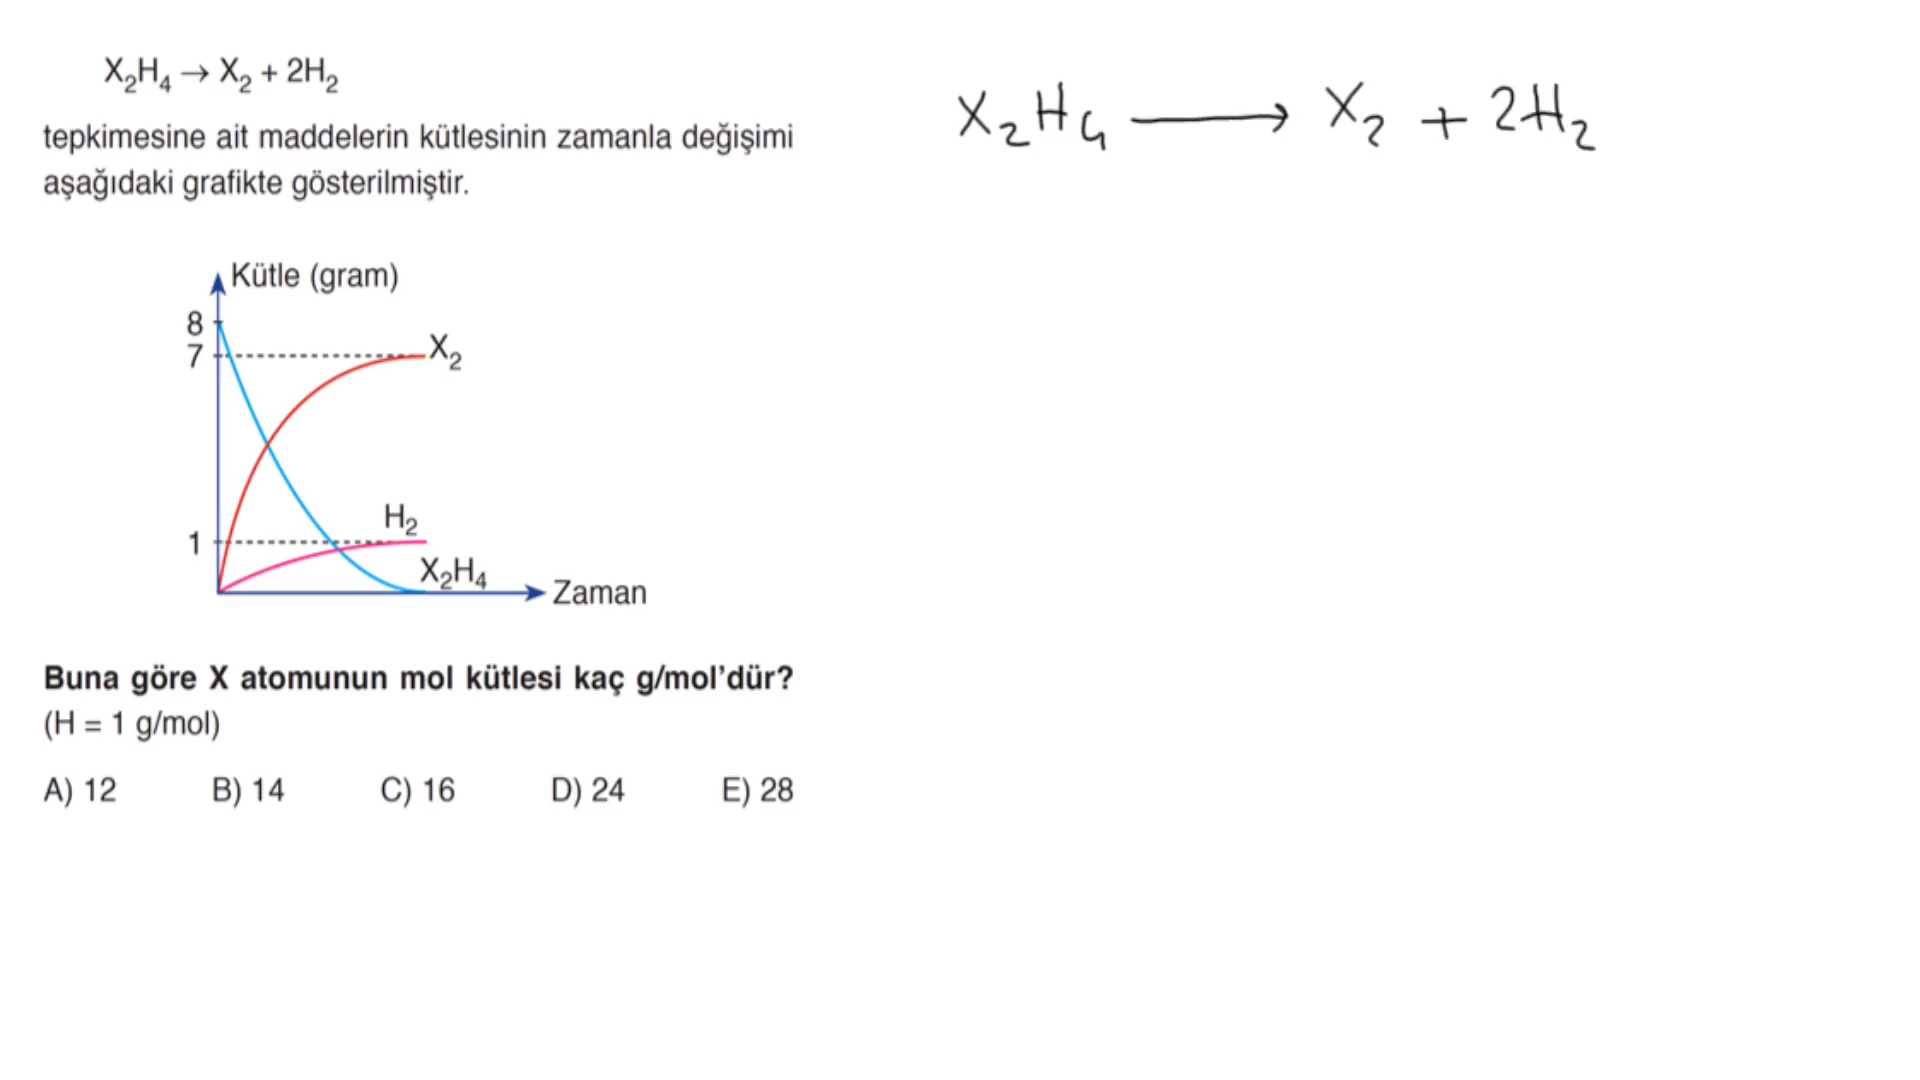 X₂H₄ → X₂ + 2H₂
tepkimesine ait maddelerin kütlesinin zamanla değişimi
aşağıdaki grafikte gösterilmiştir.
Kütle (gram)
8
7
X₂
H₂
1
X₂H₄
Zaman
Buna göre X atomunun mol kütlesi kaç g/mol’dür?
(H = 1 g/mol)
A) 12 B) 14 C) 16 D) 24 E) 28
X₂H₄ → X₂ + 2H₂